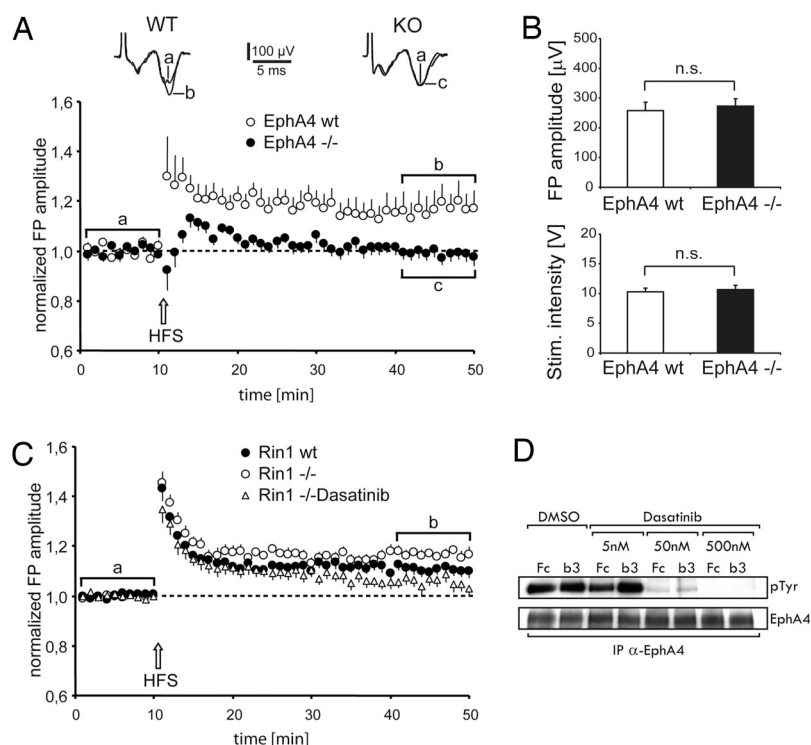 A
WT
a
b
100 µV
5 ms
KO
a
c
normalized FP amplitude
1,6
1,4
1,2
1,0
0,8
0,6
EphA4 wt
EphA4 -/-
a
b
c
HFS
0 10 20 30 40 50
time [min]
B
FP amplitude [µV]
500
400
300
200
100
0
n.s.
EphA4 wt EphA4 -/-
Stim. intensity [V]
20
15
10
5
0
n.s.
EphA4 wt EphA4 -/-
C
normalized FP amplitude
1,6
1,4
1,2
1,0
0,8
0,6
Rin1 wt
Rin1 -/-
Rin1 -/-Dasatinib
a
b
HFS
0 10 20 30 40 50
time [min]
D
DMSO Dasatinib
5nM 50nM 500nM
Fc b3 Fc b3 Fc b3 Fc b3
pTyr
EphA4
IP α-EphA4